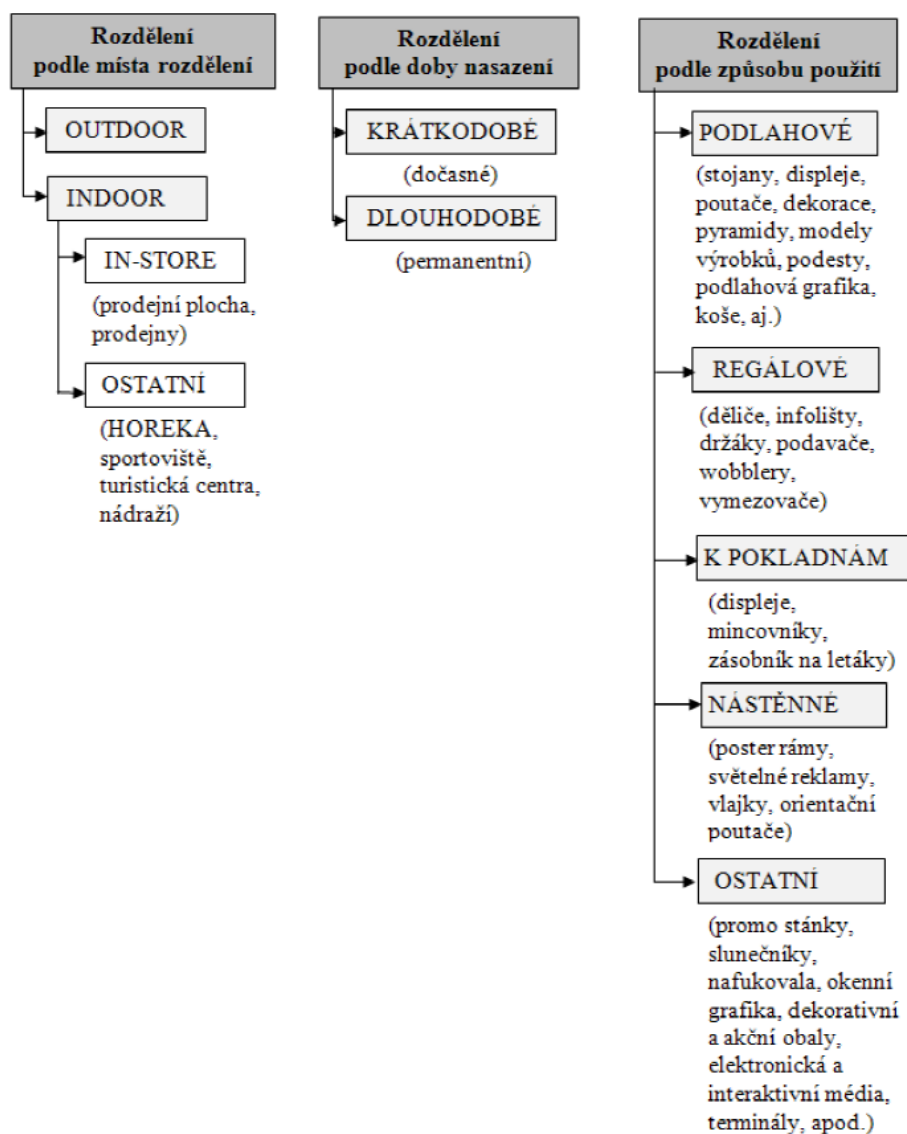 Rozdělení
podle místa rozdělení
OUTDOOR
INDOOR
IN-STORE
(prodejní plocha,
prodejny)
OSTATNÍ
(HOREKA,
sportoviště,
turistická centra,
nádraží)
Rozdělení
podle doby nasazení
KRÁTKODOBÉ
(dočasné)
DLOUHODOBÉ
(permanentní)
Rozdělení
podle způsobu použití
PODLAHOVÉ
(stojany, displeje,
poutače, dekorace,
pyramidy, modely
výrobků, podesty,
podlahová grafika,
koše, aj.)
REGÁLOVÉ
(děliče, infolišty,
držáky, podavače,
wobblery,
vymezovače)
K POKLADNÁM
(displeje,
mincovníky,
zásobník na letáky)
NÁSTĚNNÉ
(poster rámy,
světelné reklamy,
vlajky, orientační
poutače)
OSTATNÍ
(promo stánky,
slunečníky,
nafukovala, okenní
grafika, dekorativní
a akční obaly,
elektronická a
interaktivní média,
terminály, apod.)